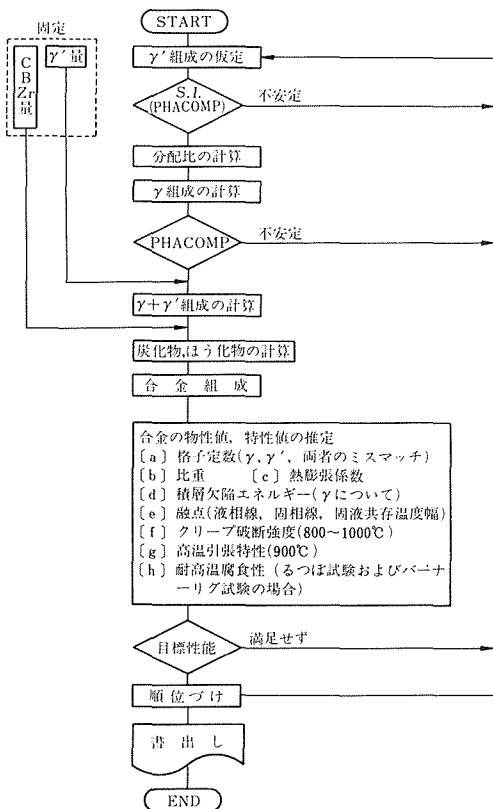 START
固定
γ′量
C
B
Zr
量
γ′組成の仮定
S.I.
(PHACOMP)
不安定
分配比の計算
γ組成の計算
PHACOMP
不安定
γ+γ′組成の計算
炭化物,ほう化物の計算
合金組成
合金の物性値,特性値の推定
〔a〕格子定数(γ,γ′,両者のミスマッチ)
〔b〕比重 〔c〕熱膨張係数
〔d〕積層欠陥エネルギー(γについて)
〔e〕融点(液相線,固相線,固液共存温度幅)
〔f〕クリープ破断強度(800~1000℃)
〔g〕高温引張特性(900℃)
〔h〕耐高温腐食性(るつぼ試験およびバーナ
ーリグ試験の場合)
目標性能
満足せず
順位づけ
書出し
END